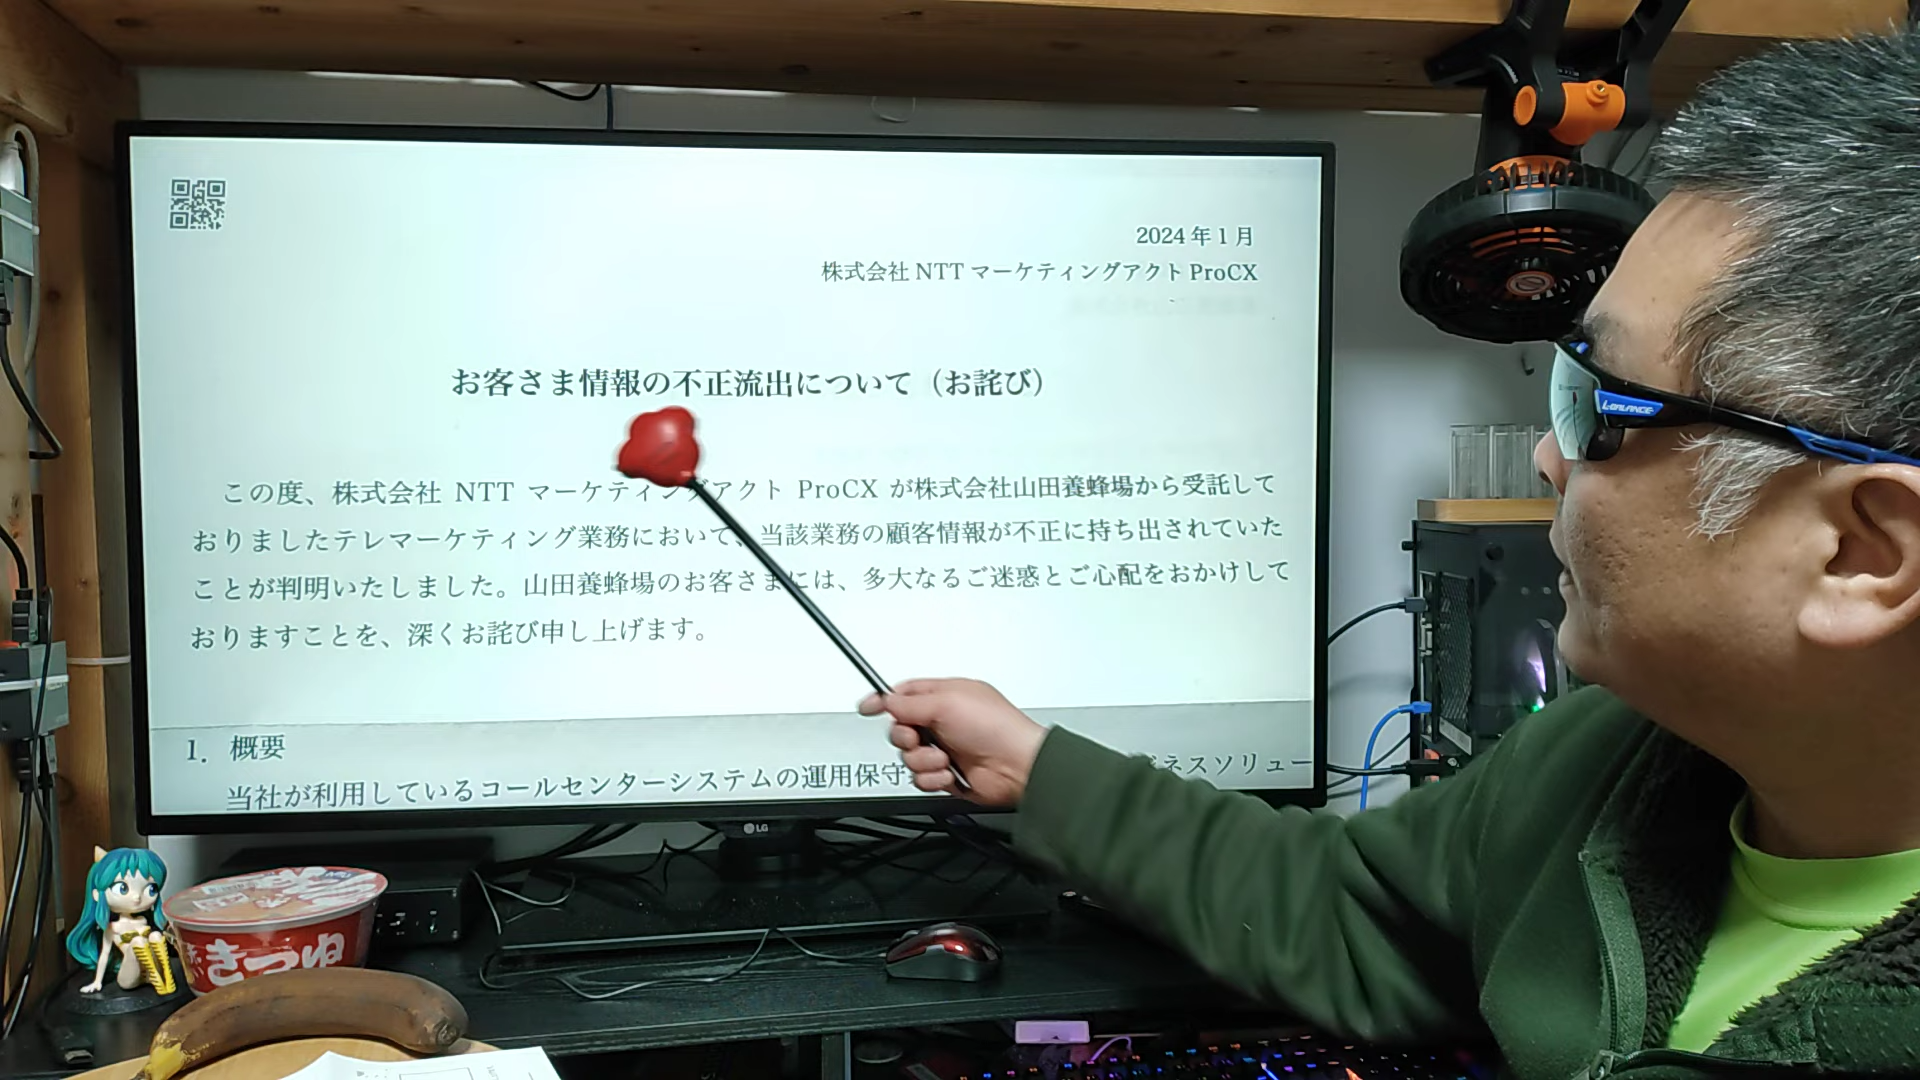 2024年1月
株式会社NTTマーケティングアクトProCX
お客さま情報の不正流出について（お詫び）
この度、株式会社 NTT マーケティングアクト ProCX が株式会社山田養蜂場から受託して
おりましたテレマーケティング業務において、当該業務の顧客情報が不正に持ち出されていた
ことが判明いたしました。山田養蜂場のお客さまには、多大なるご迷惑とご心配をおかけして
おりますことを、深くお詫び申し上げます。
1．概要
当社が利用しているコールセンターシステムの運用保守 ネスソリュー
LG
L-BALANCE
赤いきつね